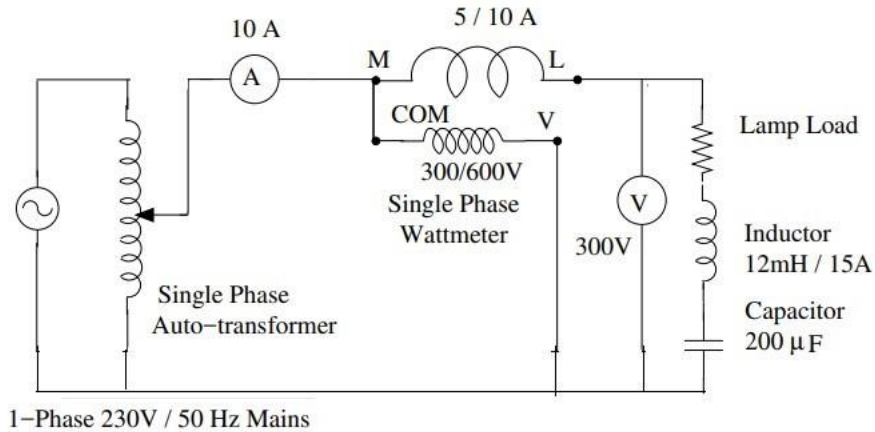 10 A
5 / 10 A
A
M
L
COM
V
300/600V
Single Phase
Wattmeter
V
300V
Lamp Load
Inductor
12mH / 15A
Capacitor
200 µF
Single Phase
Auto−transformer
1−Phase 230V / 50 Hz Mains